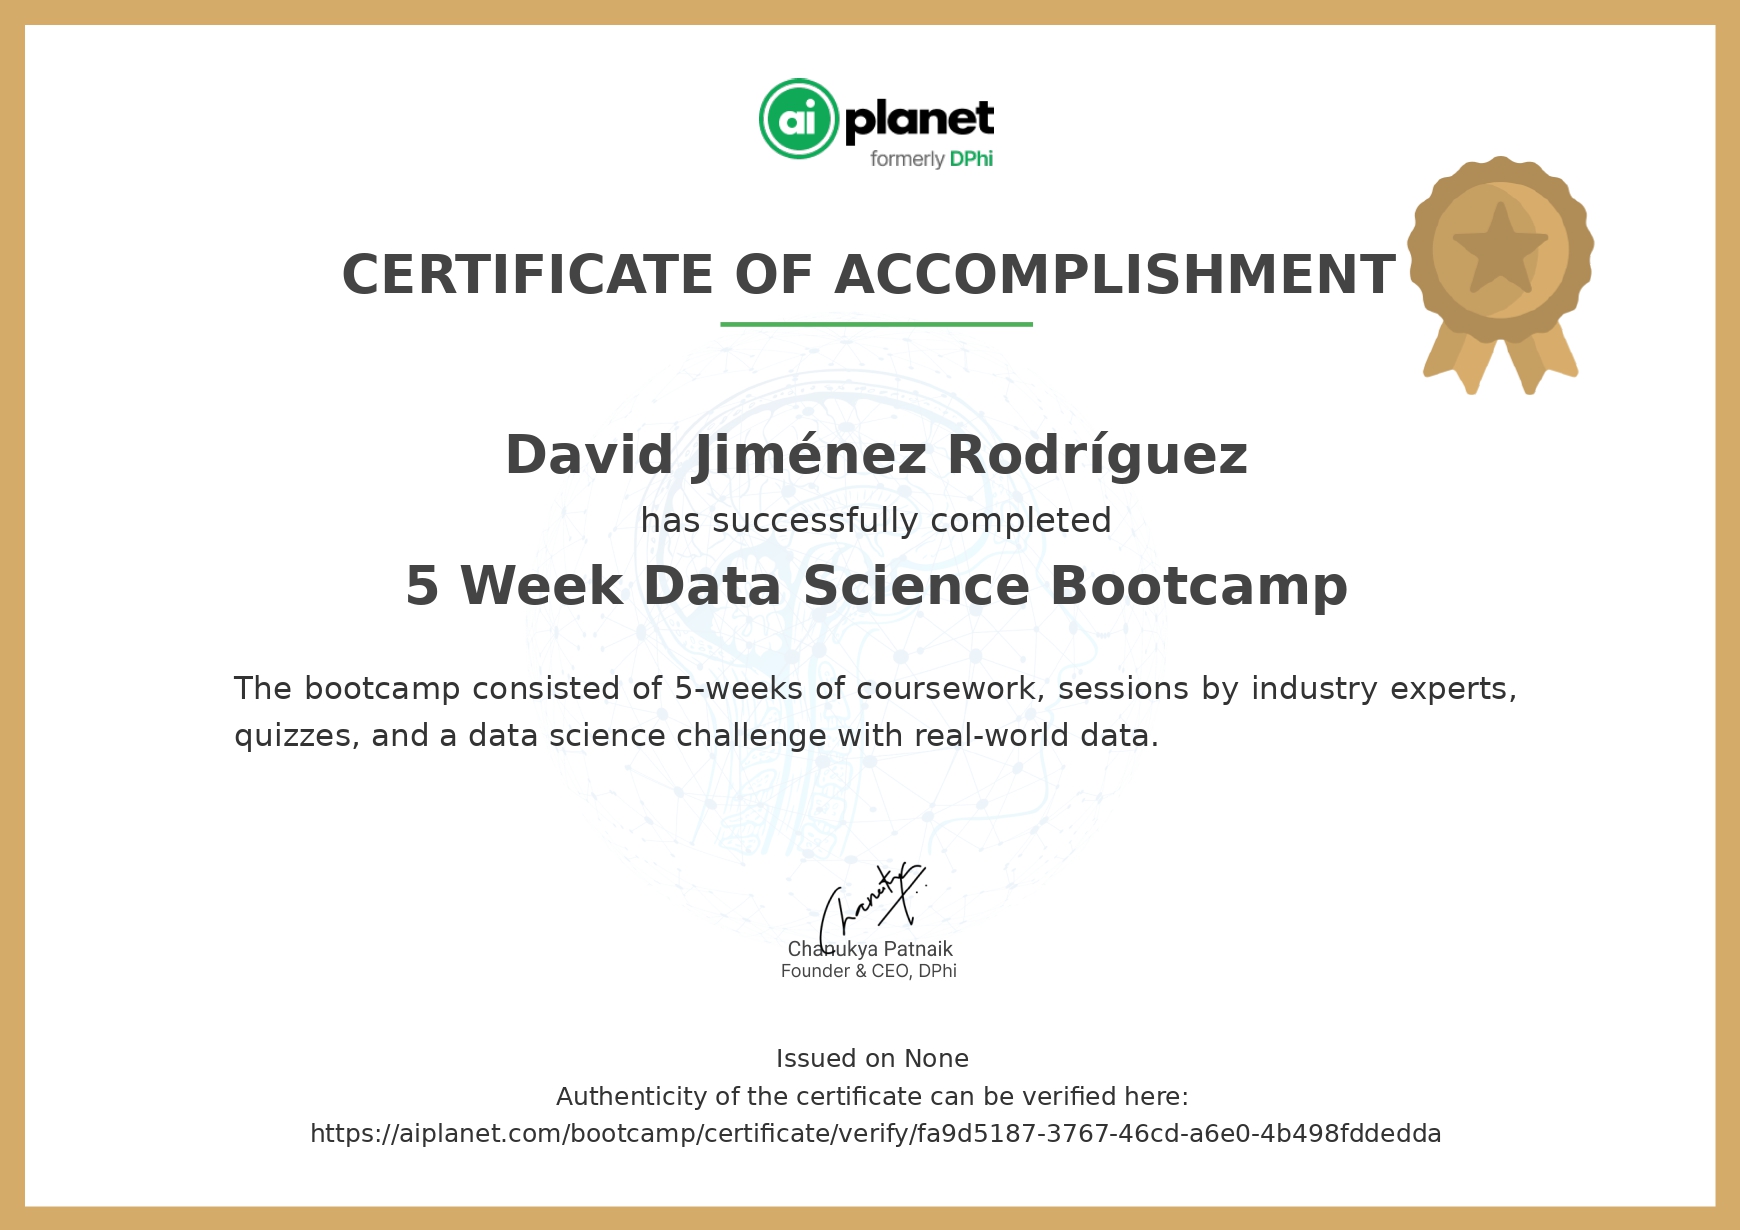 ai planet
formerly DPhi
CERTIFICATE OF ACCOMPLISHMENT
David Jiménez Rodríguez
has successfully completed
5 Week Data Science Bootcamp
The bootcamp consisted of 5-weeks of coursework, sessions by industry experts,
quizzes, and a data science challenge with real-world data.
Chanukya Patnaik
Founder & CEO, DPhi
Issued on None
Authenticity of the certificate can be verified here:
https://aiplanet.com/bootcamp/certificate/verify/fa9d5187-3767-46cd-a6e0-4b498fddedda